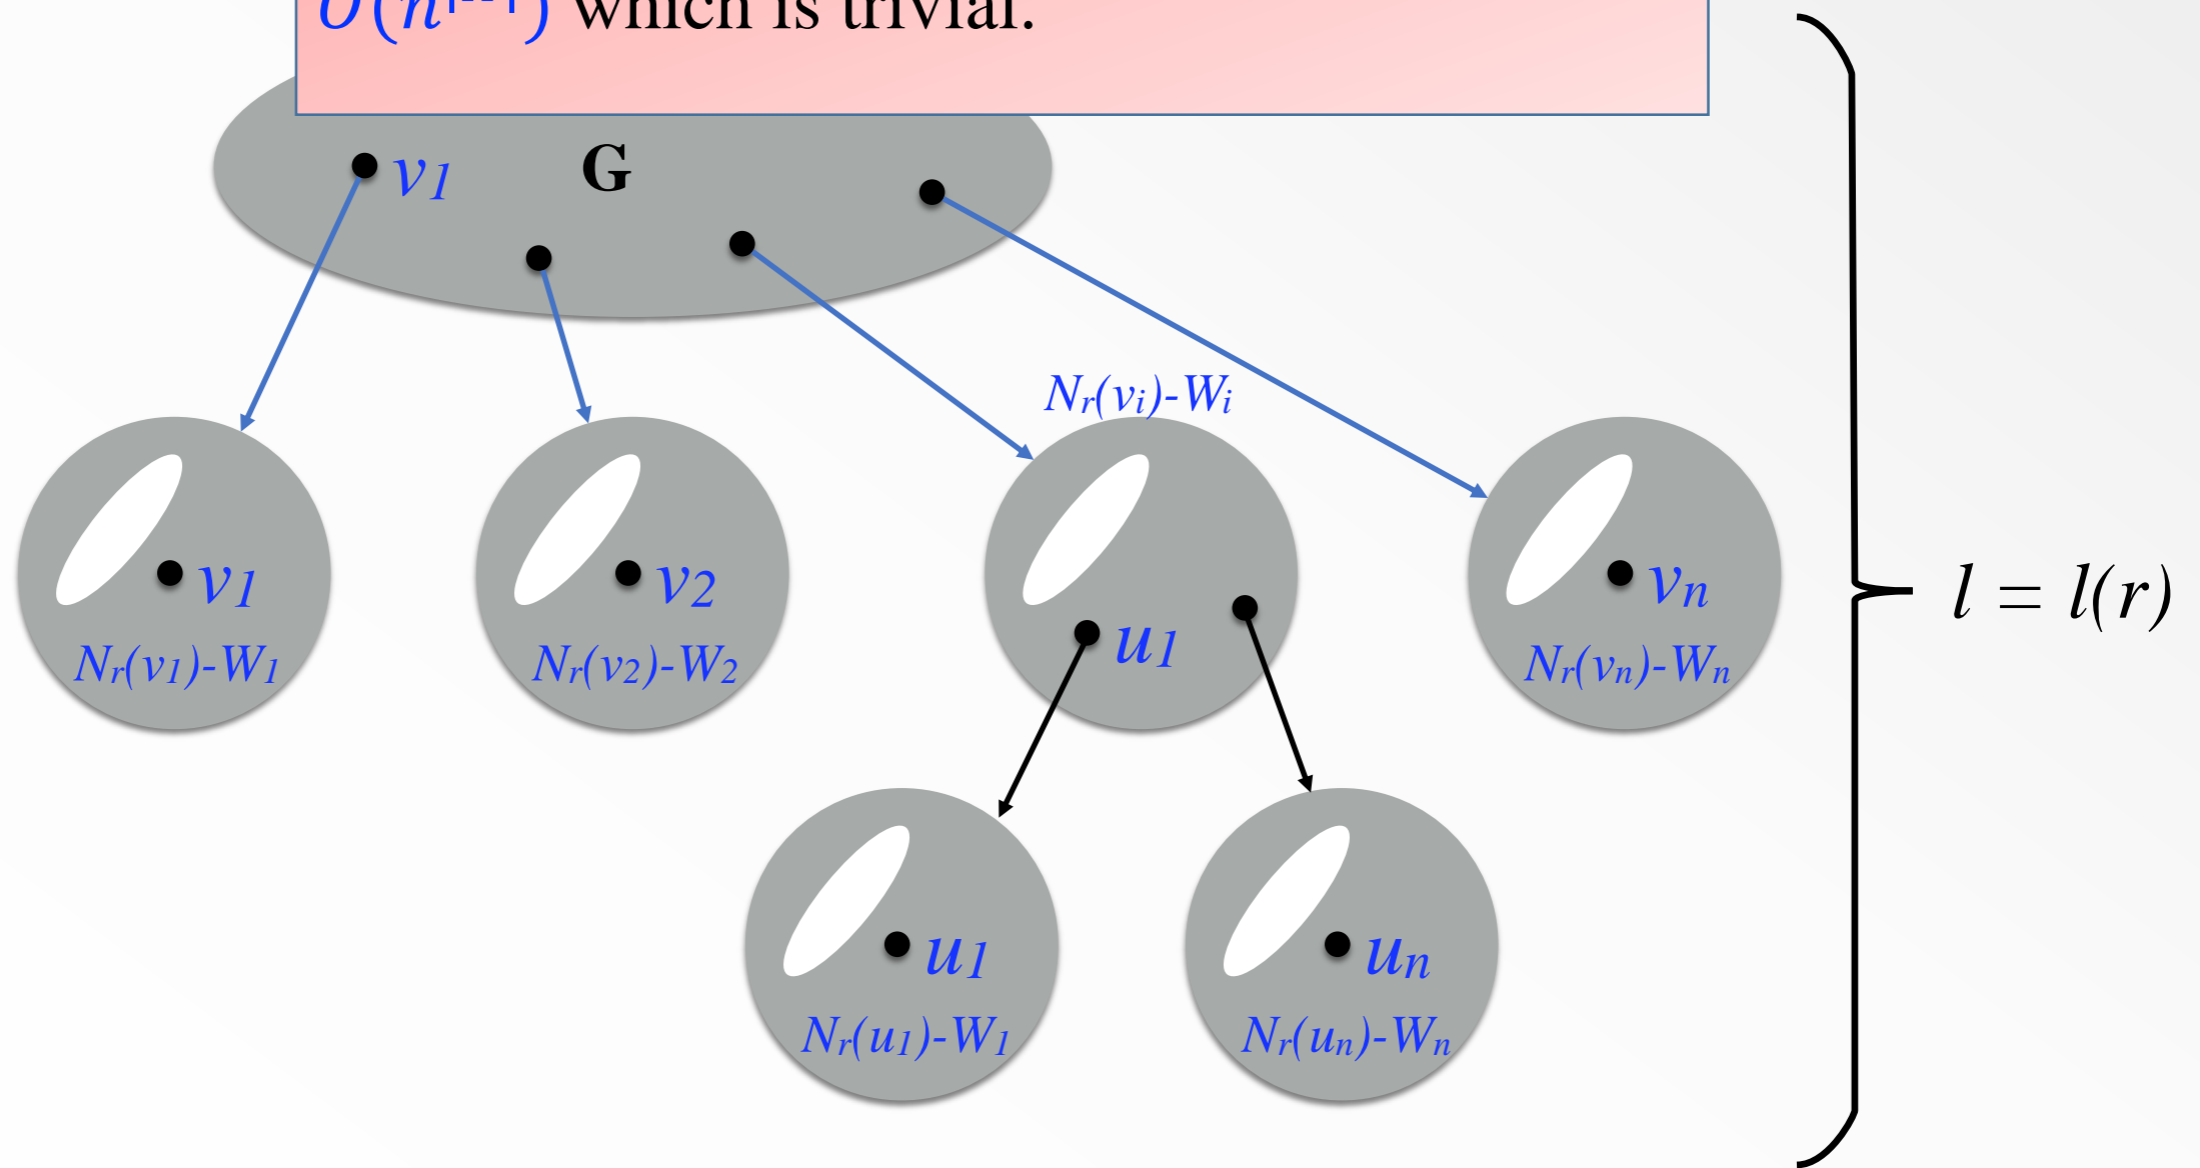 which is trivial.
v1
G
Nr(vi)-Wi
v1
v2
vn
u1
Nr(v1)-W1
Nr(v2)-W2
Nr(vn)-Wn
l = l(r)
u1
un
Nr(u1)-W1
Nr(un)-Wn